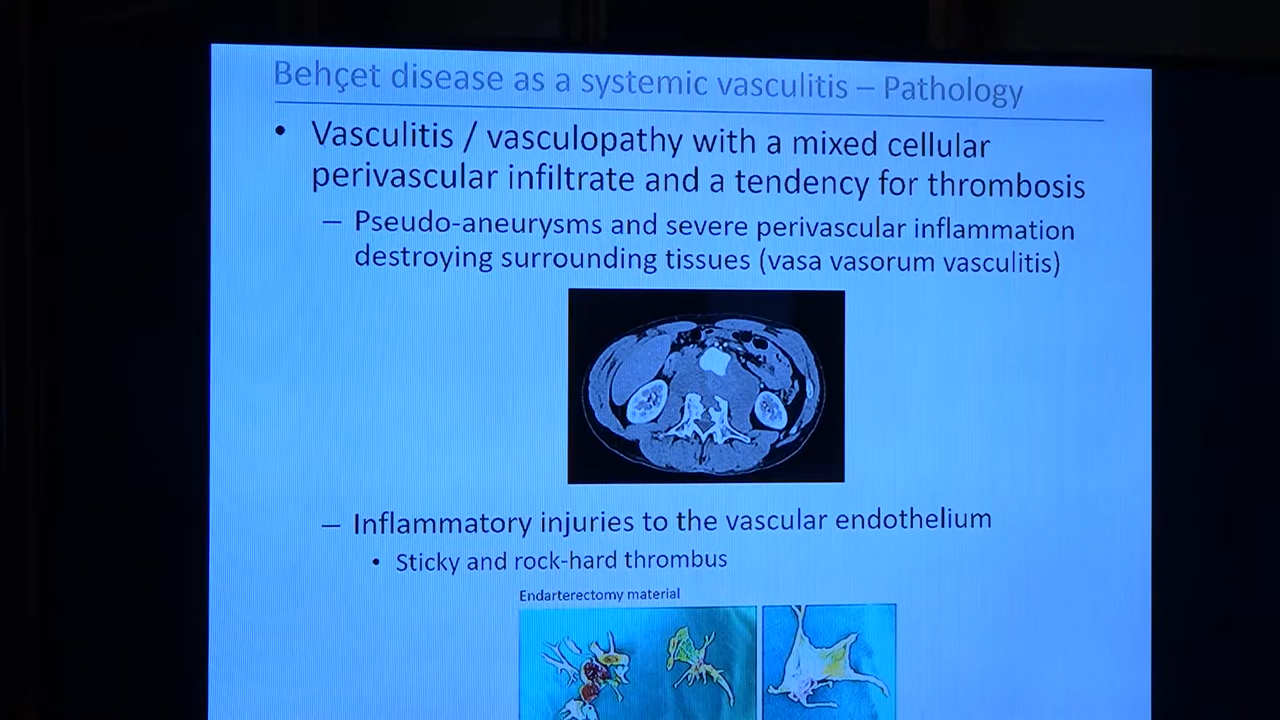 Behçet disease as a systemic vasculitis – Pathology
• Vasculitis / vasculopathy with a mixed cellular
perivascular infiltrate and a tendency for thrombosis
– Pseudo-aneurysms and severe perivascular inflammation
destroying surrounding tissues (vasa vasorum vasculitis)
– Inflammatory injuries to the vascular endothelium
• Sticky and rock-hard thrombus
Endarterectomy material